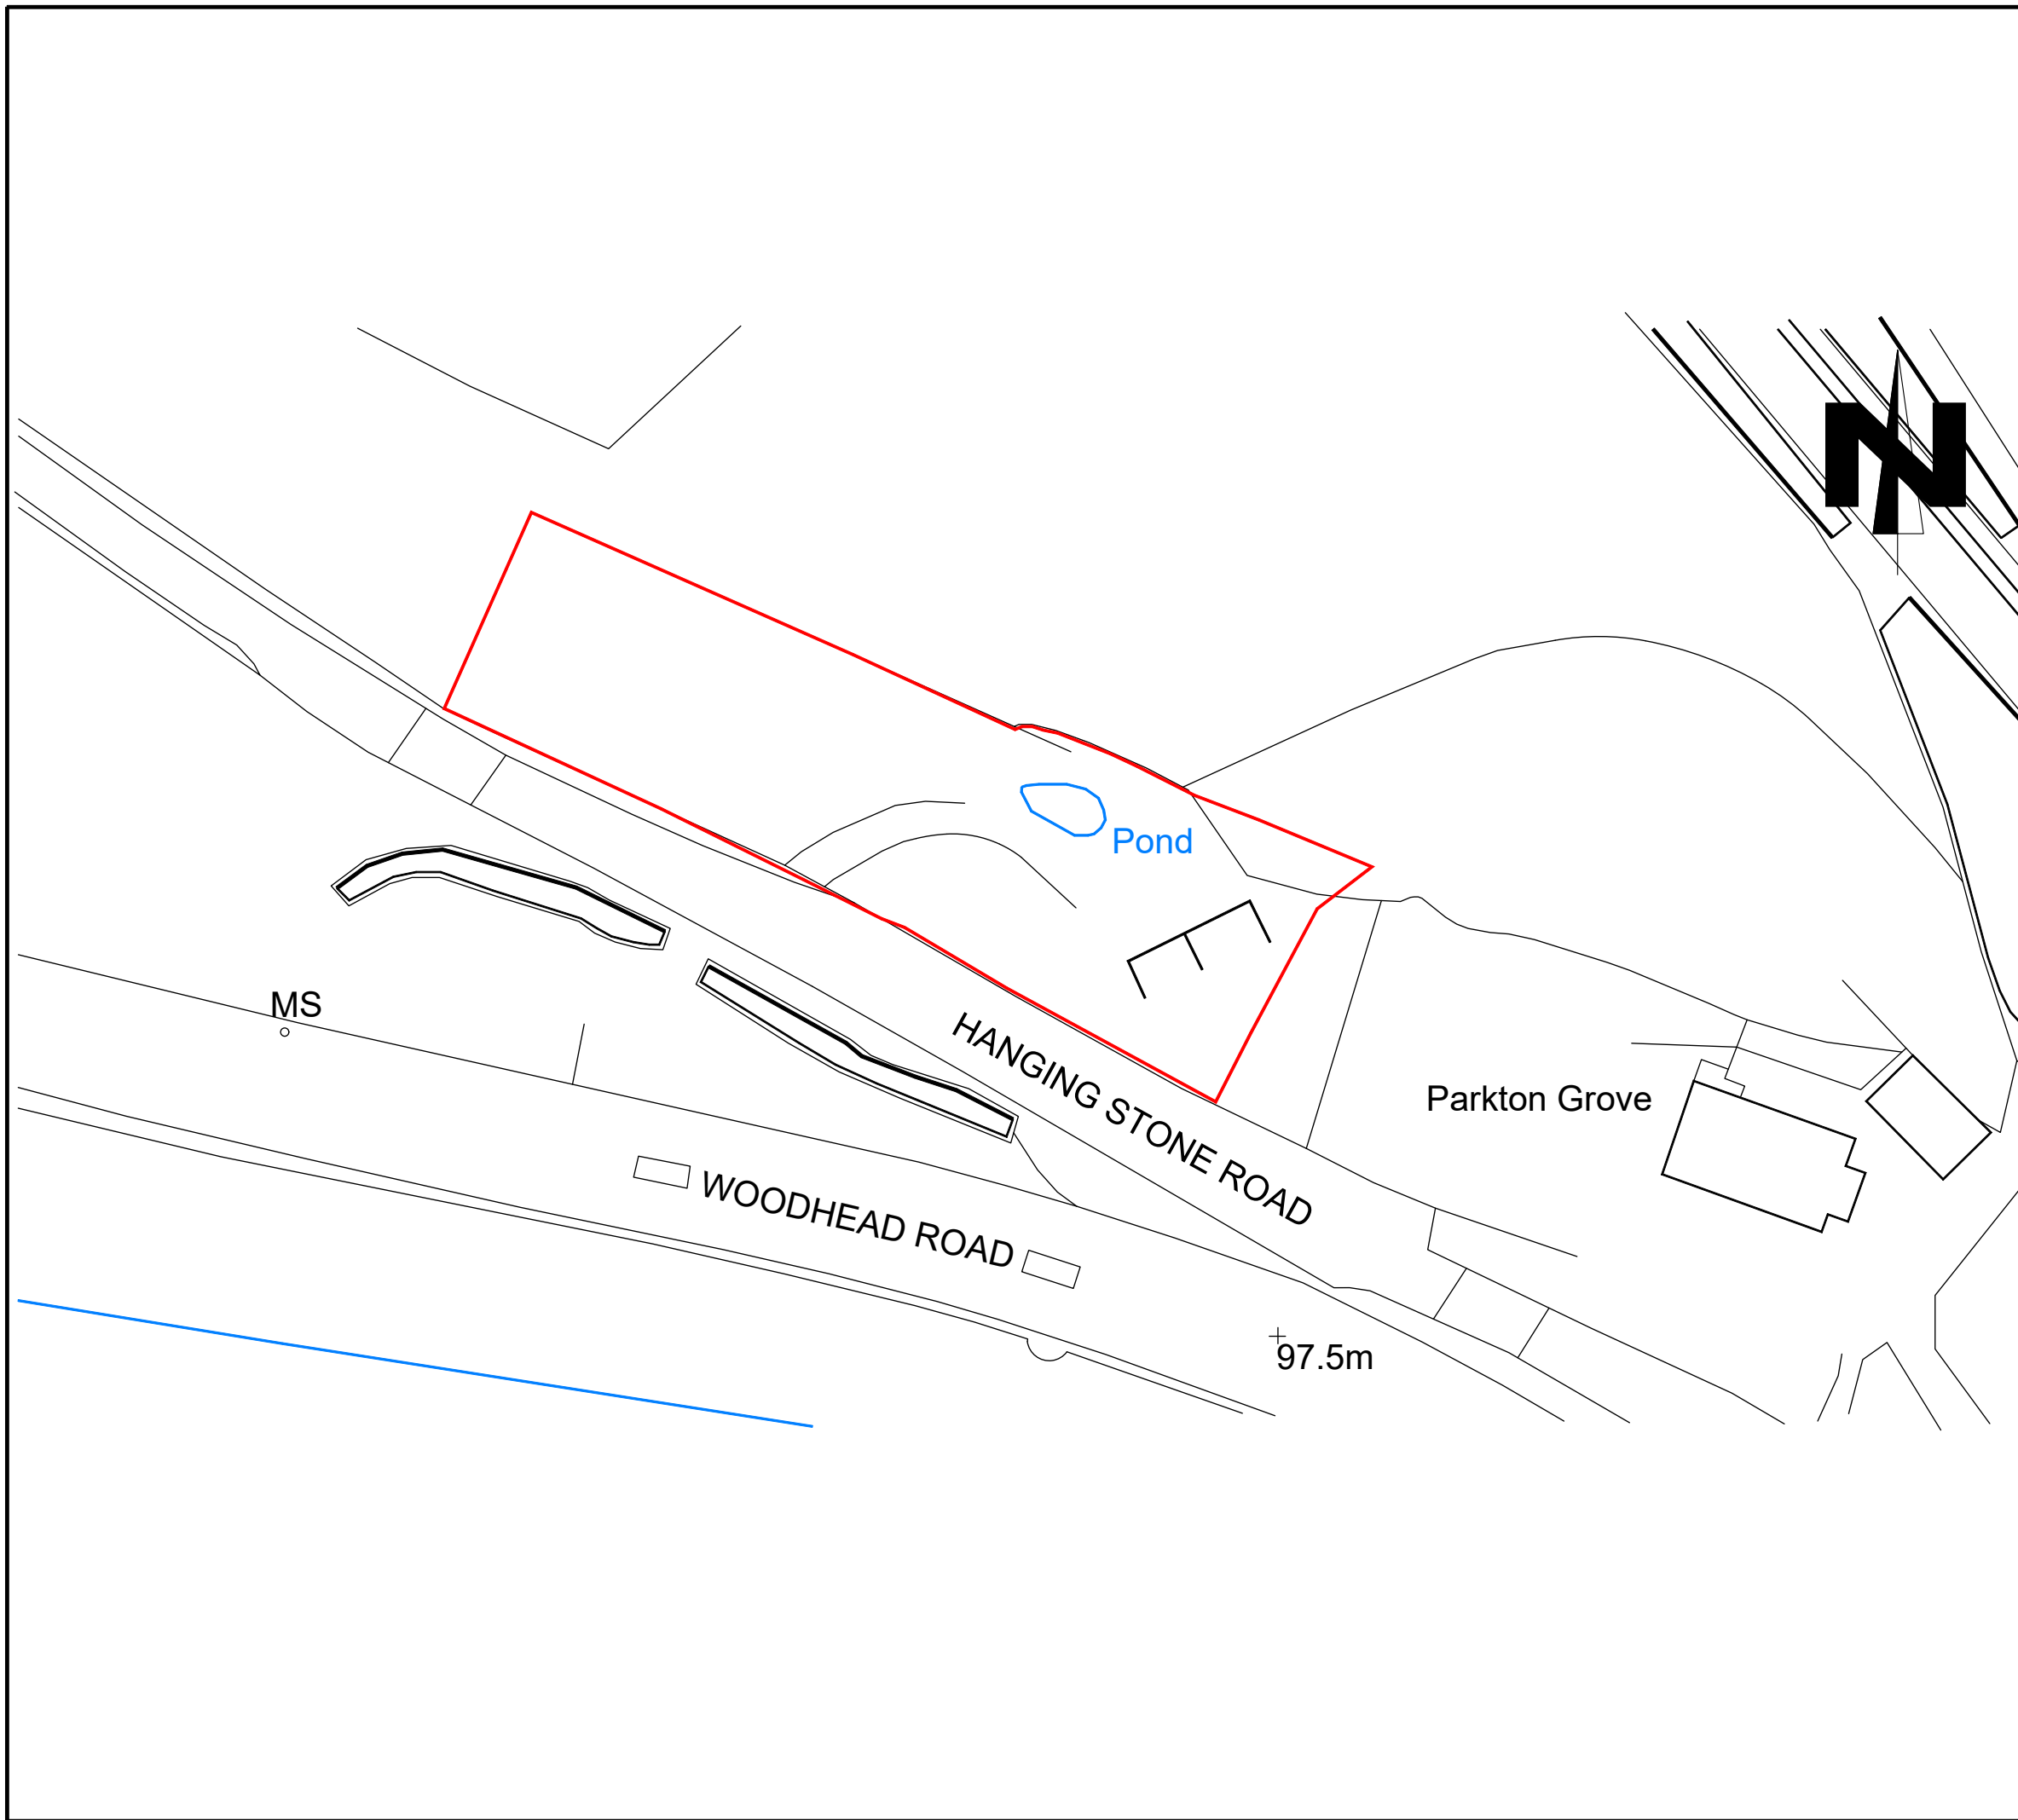 N
Pond
MS
HANGING STONE ROAD
Parkton Grove
WOODHEAD ROAD
97.5m